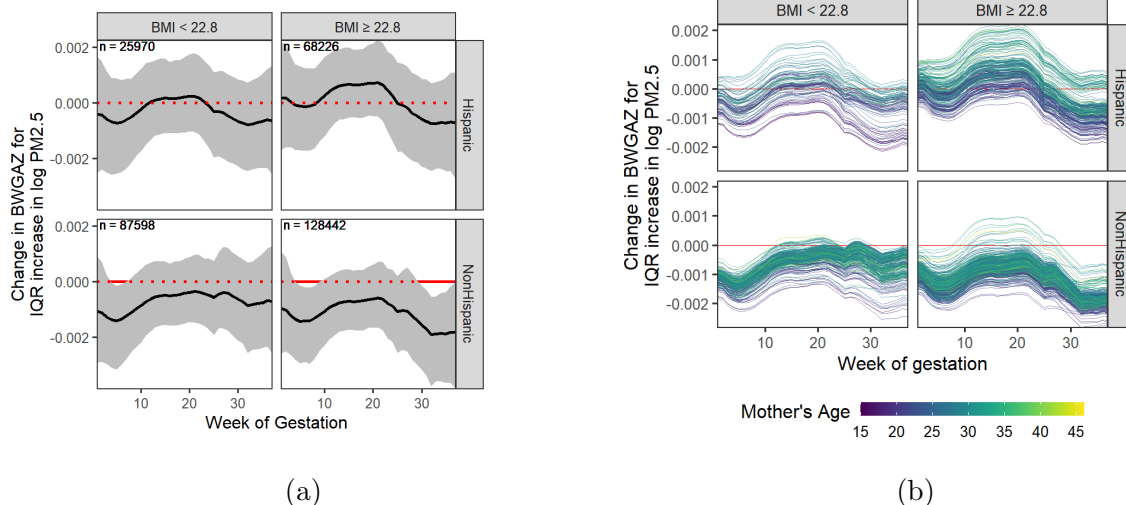 BMI < 22.8
BMI ≥ 22.8
n = 25970
n = 68226
0.002
0.000
-0.002
Hispanic
n = 87598
n = 128442
0.002
0.000
-0.002
NonHispanic
Change in BWGAZ for
IQR increase in log PM2.5
10 20 30 10 20 30
Week of Gestation
(a)
BMI < 22.8
BMI ≥ 22.8
0.002
0.001
0.000
-0.001
-0.002
Hispanic
0.002
0.001
0.000
-0.001
-0.002
NonHispanic
Change in BWGAZ for
IQR increase in log PM2.5
10 20 30 10 20 30
Week of gestation
Mother's Age
15 20 25 30 35 40 45
(b)